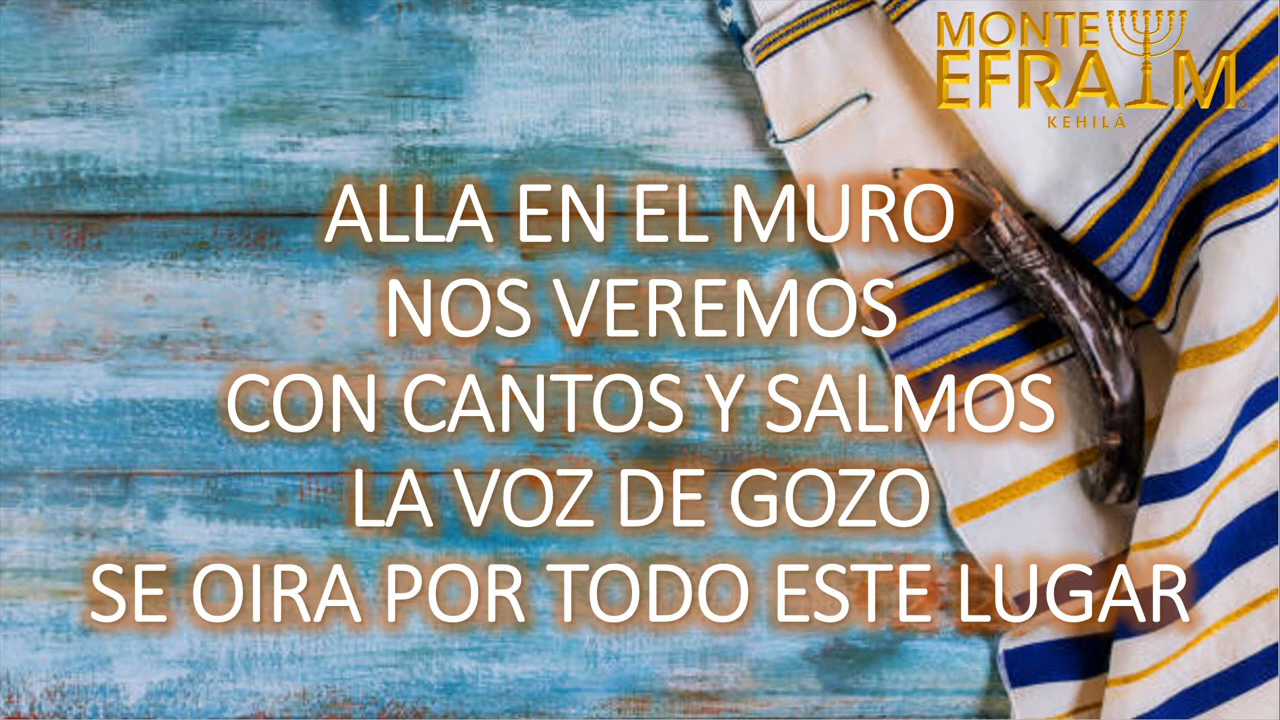 MONTE
EFRAIM
KEHILÁ
ALLA EN EL MURO
NOS VEREMOS
CON CANTOS Y SALMOS
LA VOZ DE GOZO
SE OIRA POR TODO ESTE LUGAR